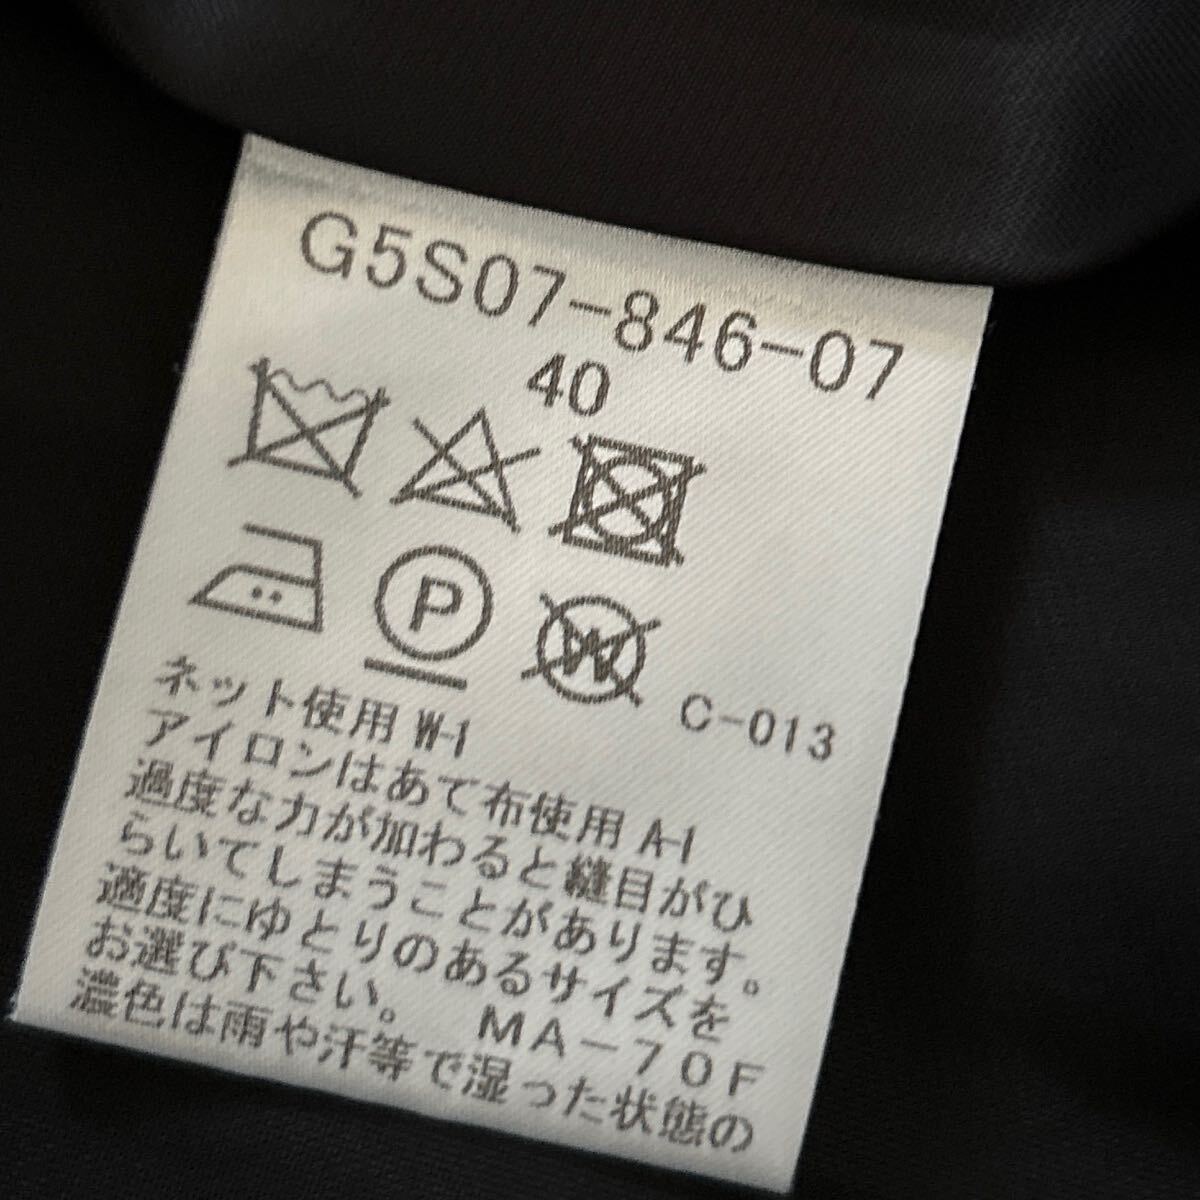 G5S07-846-07
40
P
W
C-013
ネット使用 W-1
アイロンはあて布使用 A-1
過度な力が加わると縫目がひ
らいてしまうことがあります。
適度にゆとりのあるサイズを
お選び下さい。 MA-70F
濃色は雨や汗等で湿った状態の